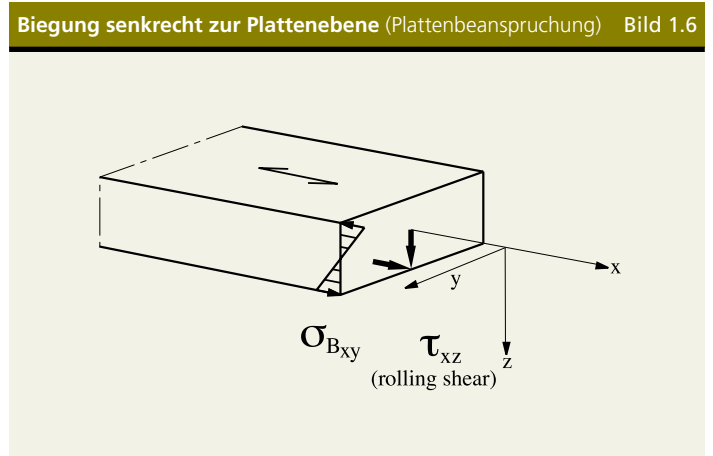 Biegung senkrecht zur Plattenebene (Plattenbeanspruchung) Bild 1.6
x
y
z
σBxy
τxz
(rolling shear)